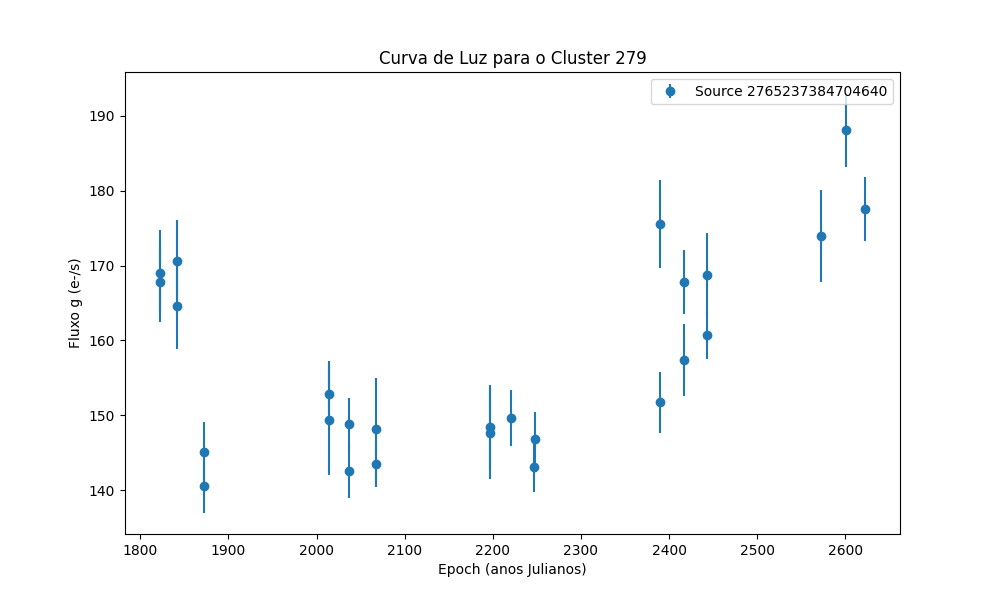 Curva de Luz para o Cluster 279
Source 2765237384704640
Fluxo g (e-/s)
190
180
170
160
150
140
1800 1900 2000 2100 2200 2300 2400 2500 2600
Epoch (anos Julianos)